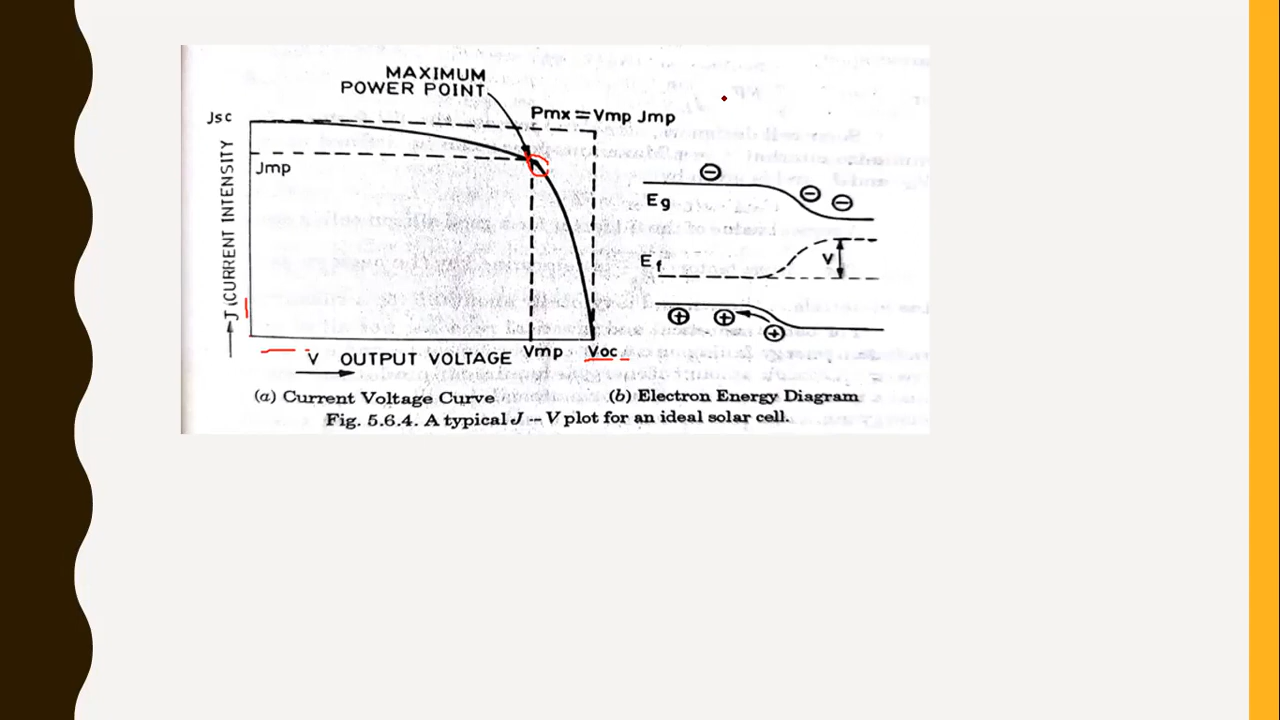 MAXIMUM
POWER POINT
Pmx = Vmp Jmp
Jsc
Jmp
J (CURRENT INTENSITY
V OUTPUT VOLTAGE
Vmp
Voc
Eg
Ef
V
(a) Current Voltage Curve
(b) Electron Energy Diagram
Fig. 5.6.4. A typical J – V plot for an ideal solar cell.